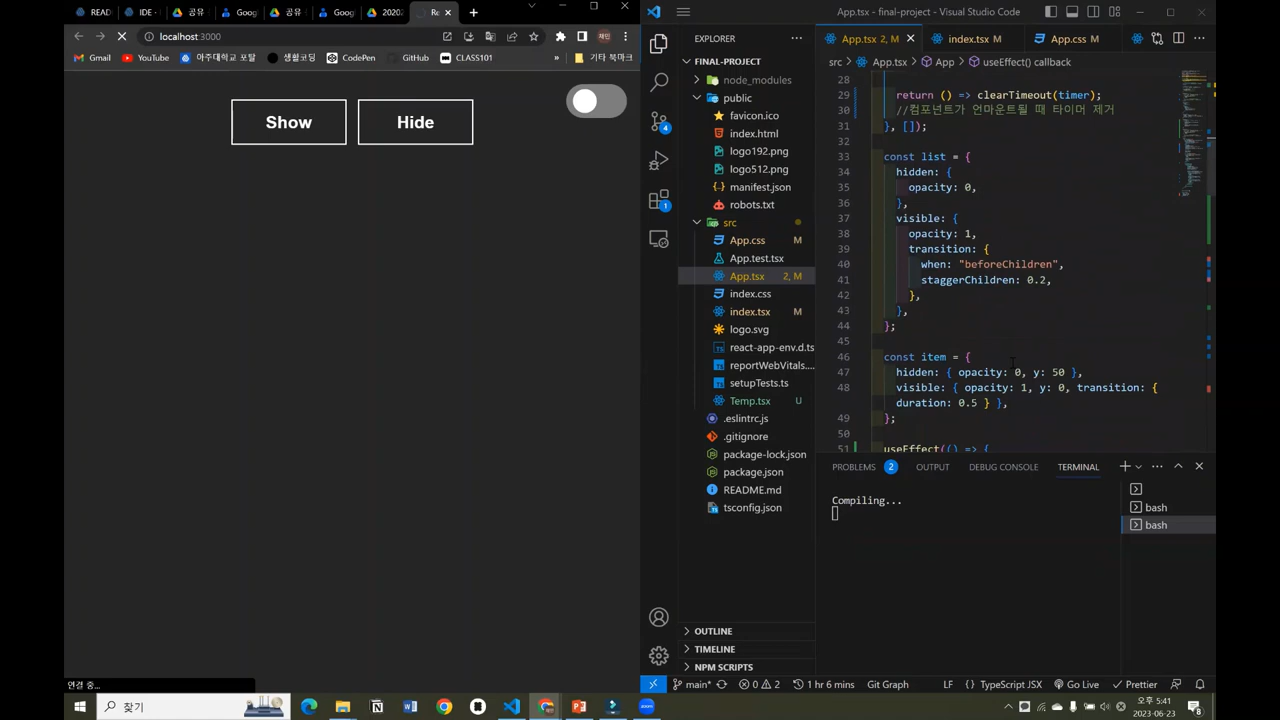 READ
IDE -
공유
Goog
공유
Goog
2020
Re
localhost:3000
Gmail
YouTube
아주대학교 포탈
생활코딩
CodePen
GitHub
CLASS101
»
기타 북마크
Show
Hide
연결 중...
App.tsx - final-project - Visual Studio Code
EXPLORER
FINAL-PROJECT
node_modules
public
favicon.ico
index.html
logo192.png
logo512.png
manifest.json
robots.txt
src
App.css M
App.test.tsx
App.tsx 2, M
index.css
index.tsx M
logo.svg
react-app-env.d.ts
reportWebVitals....
setupTests.ts
Temp.tsx U
.eslintrc.js
.gitignore
package-lock.json
package.json
README.md
tsconfig.json
OUTLINE
TIMELINE
NPM SCRIPTS
4
1
App.tsx 2, M
index.tsx M
App.css M
src > App.tsx > App > useEffect() callback
28
29 return () => clearTimeout(timer);
30 //컴포넌트가 언마운트될 때 타이머 제거
31 }, []);
32
33 const list = {
34 hidden: {
35 opacity: 0,
36 },
37 visible: {
38 opacity: 1,
39 transition: {
40 when: "beforeChildren",
41 staggerChildren: 0.2,
42 },
43 },
44 };
45
46 const item = {
47 hidden: { opacity: 0, y: 50 },
48 visible: { opacity: 1, y: 0, transition: {
duration: 0.5 } },
49 };
50
51 useEffect(() => {
PROBLEMS 2 OUTPUT DEBUG CONSOLE TERMINAL
Compiling...
bash
bash
main* 0 2 1 hr 6 mins Git Graph LF TypeScript JSX Go Live Prettier
찾기
오후 5:41
2023-06-23
8